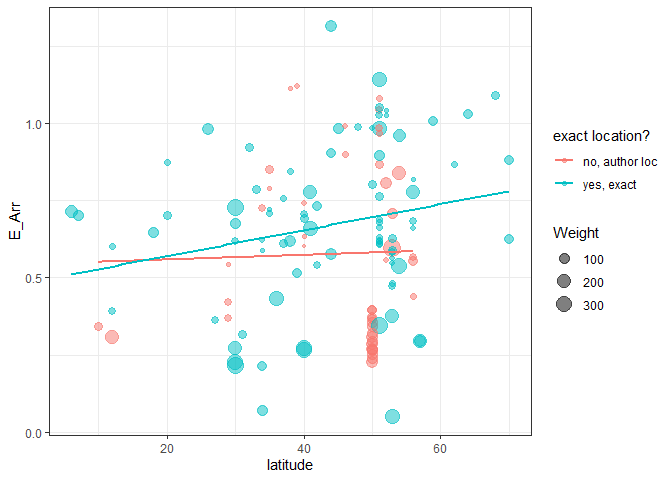 1.0
0.5
0.0
E_Arr
20
40
60
latitude
exact location?
no, author loc
yes, exact
Weight
100
200
300